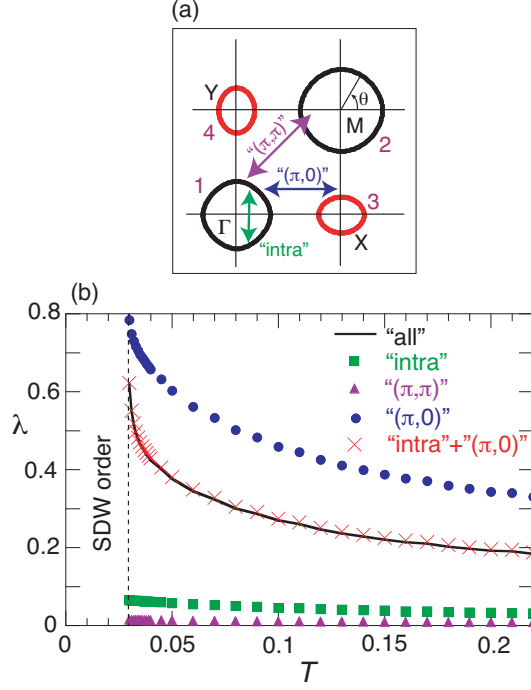 (a)
Y
4
θ
M
2
"(π,π)"
"(π,0)"
1
Γ
"intra"
3
X
(b)
0.8
0.6
0.4
0.2
0
λ
SDW order
"all"
"intra"
"(π,π)"
"(π,0)"
"intra"+"(π,0)"
0 0.05 0.1 0.15 0.2
T